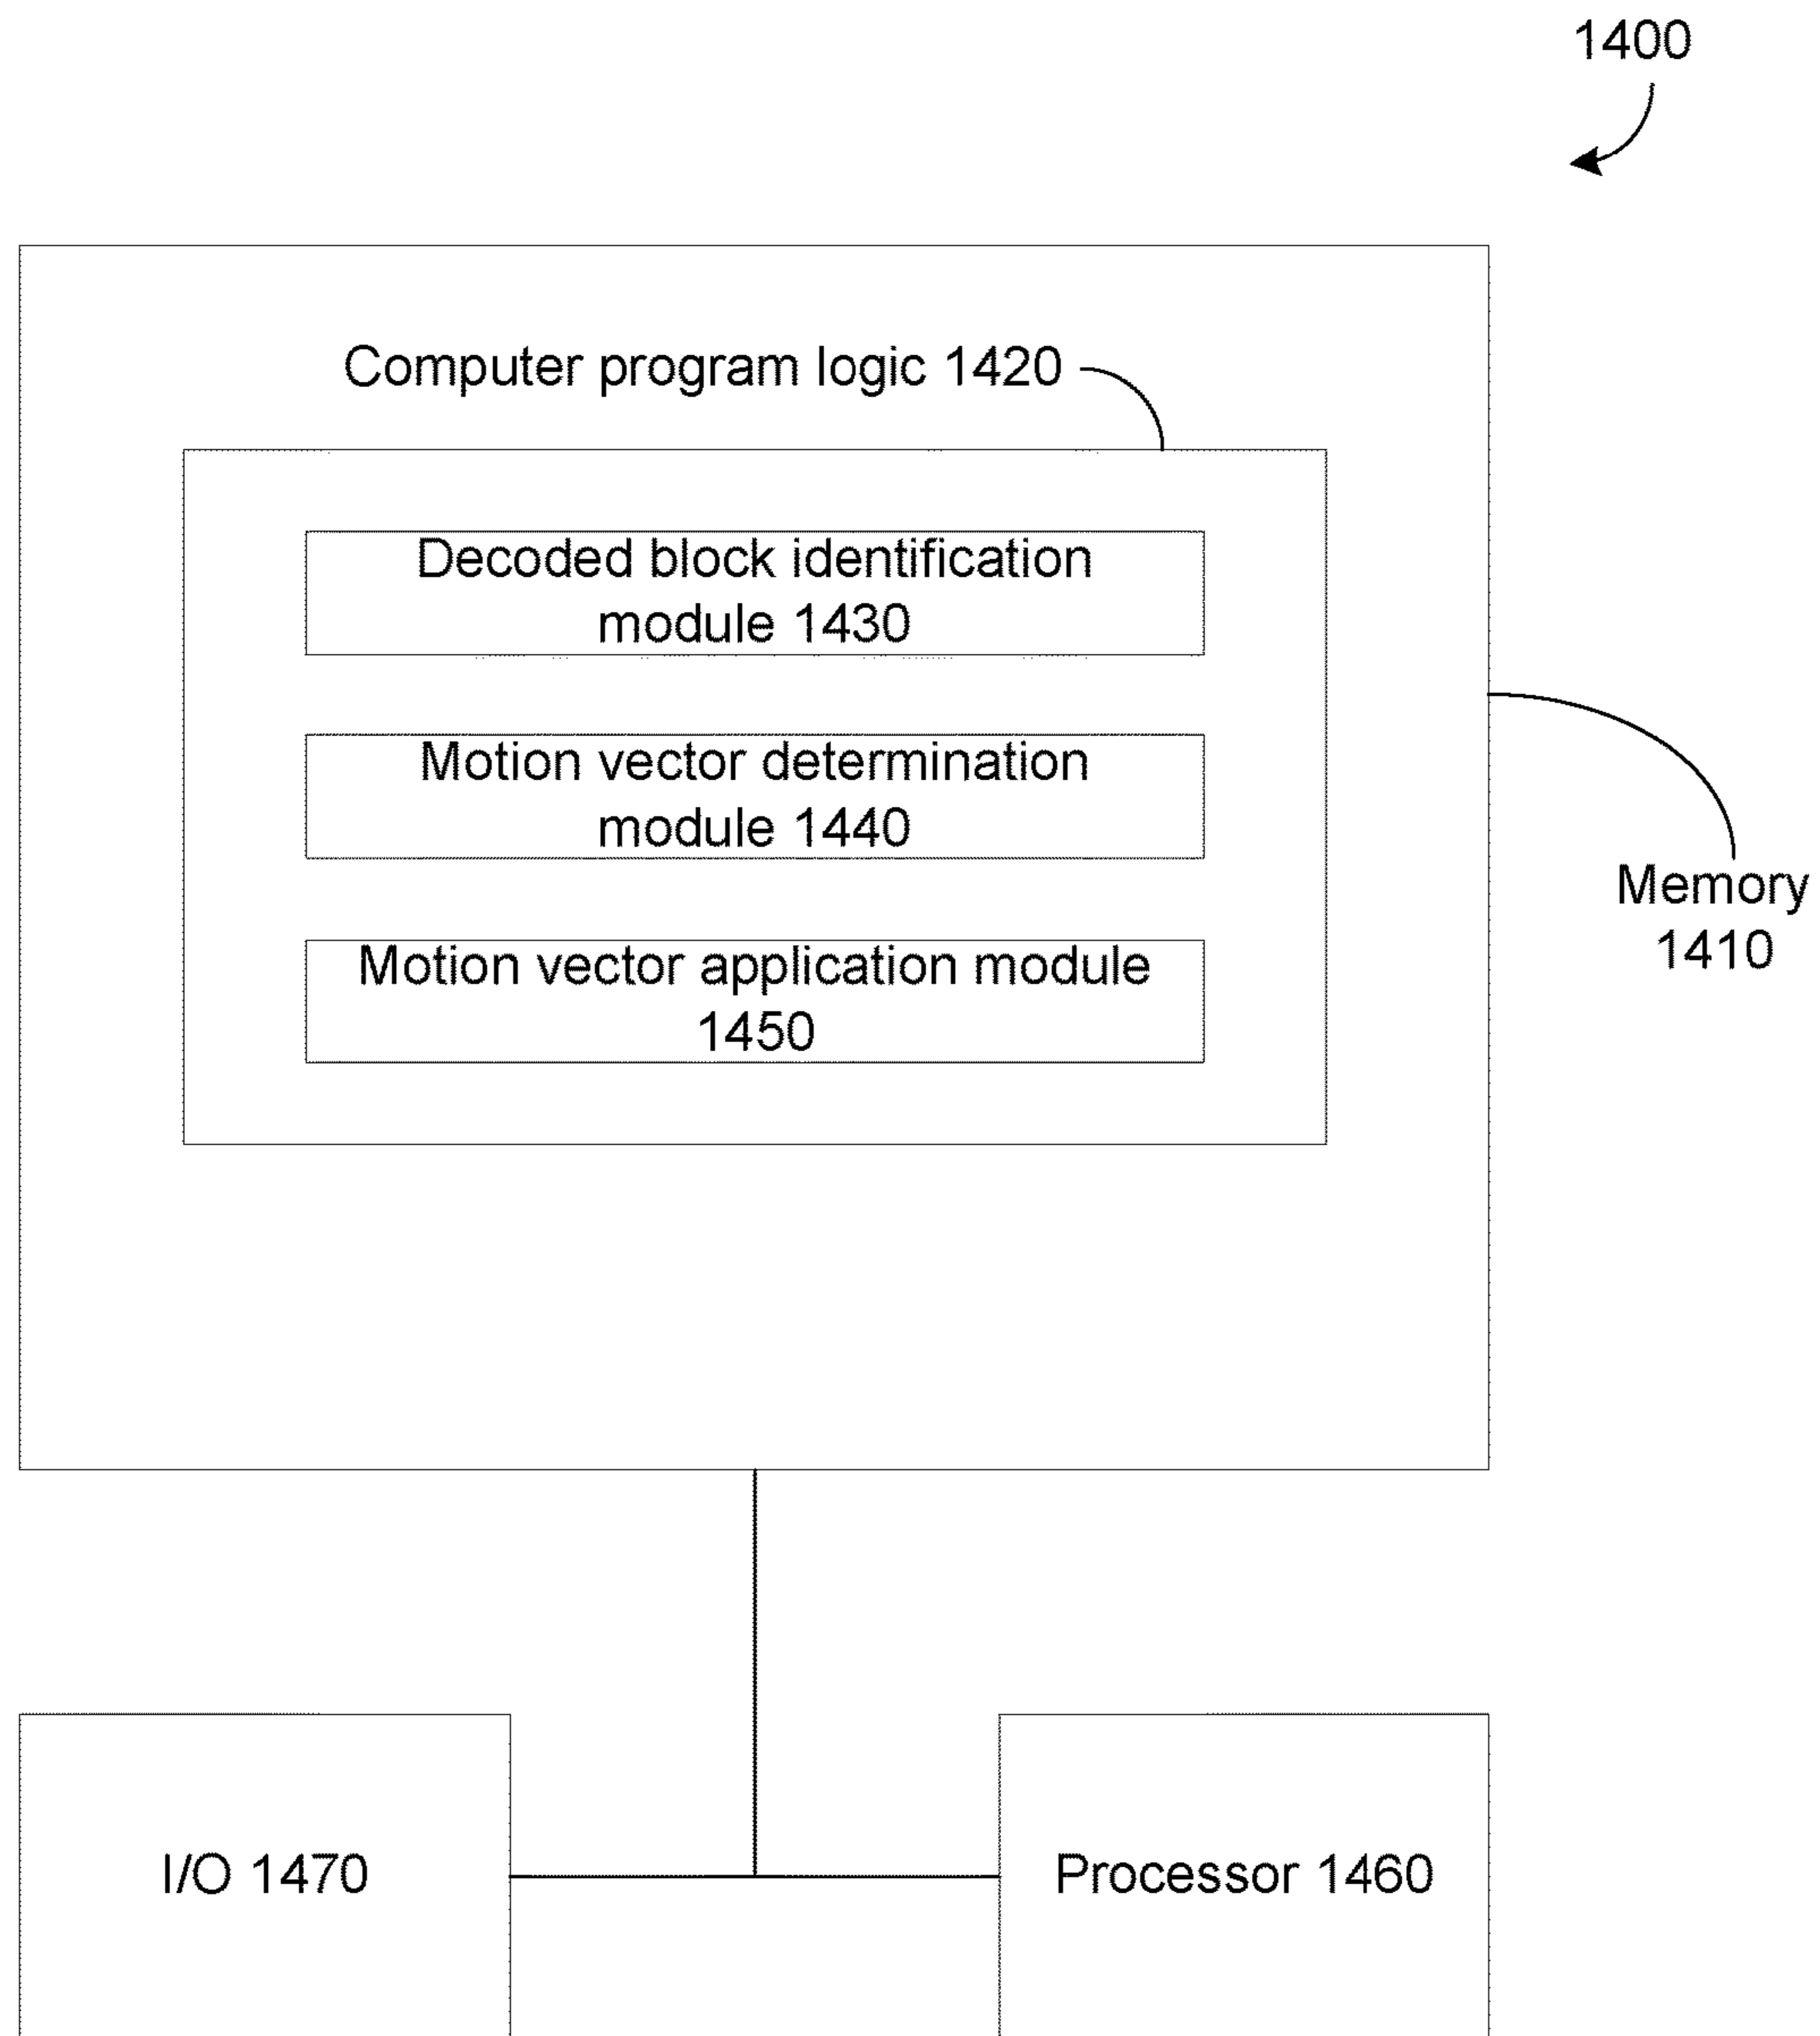 1400
Computer program logic 1420
Decoded block identification
module 1430
Motion vector determination
module 1440
Memory
1410
Motion vector application module
1450
I/O 1470
Processor 1460